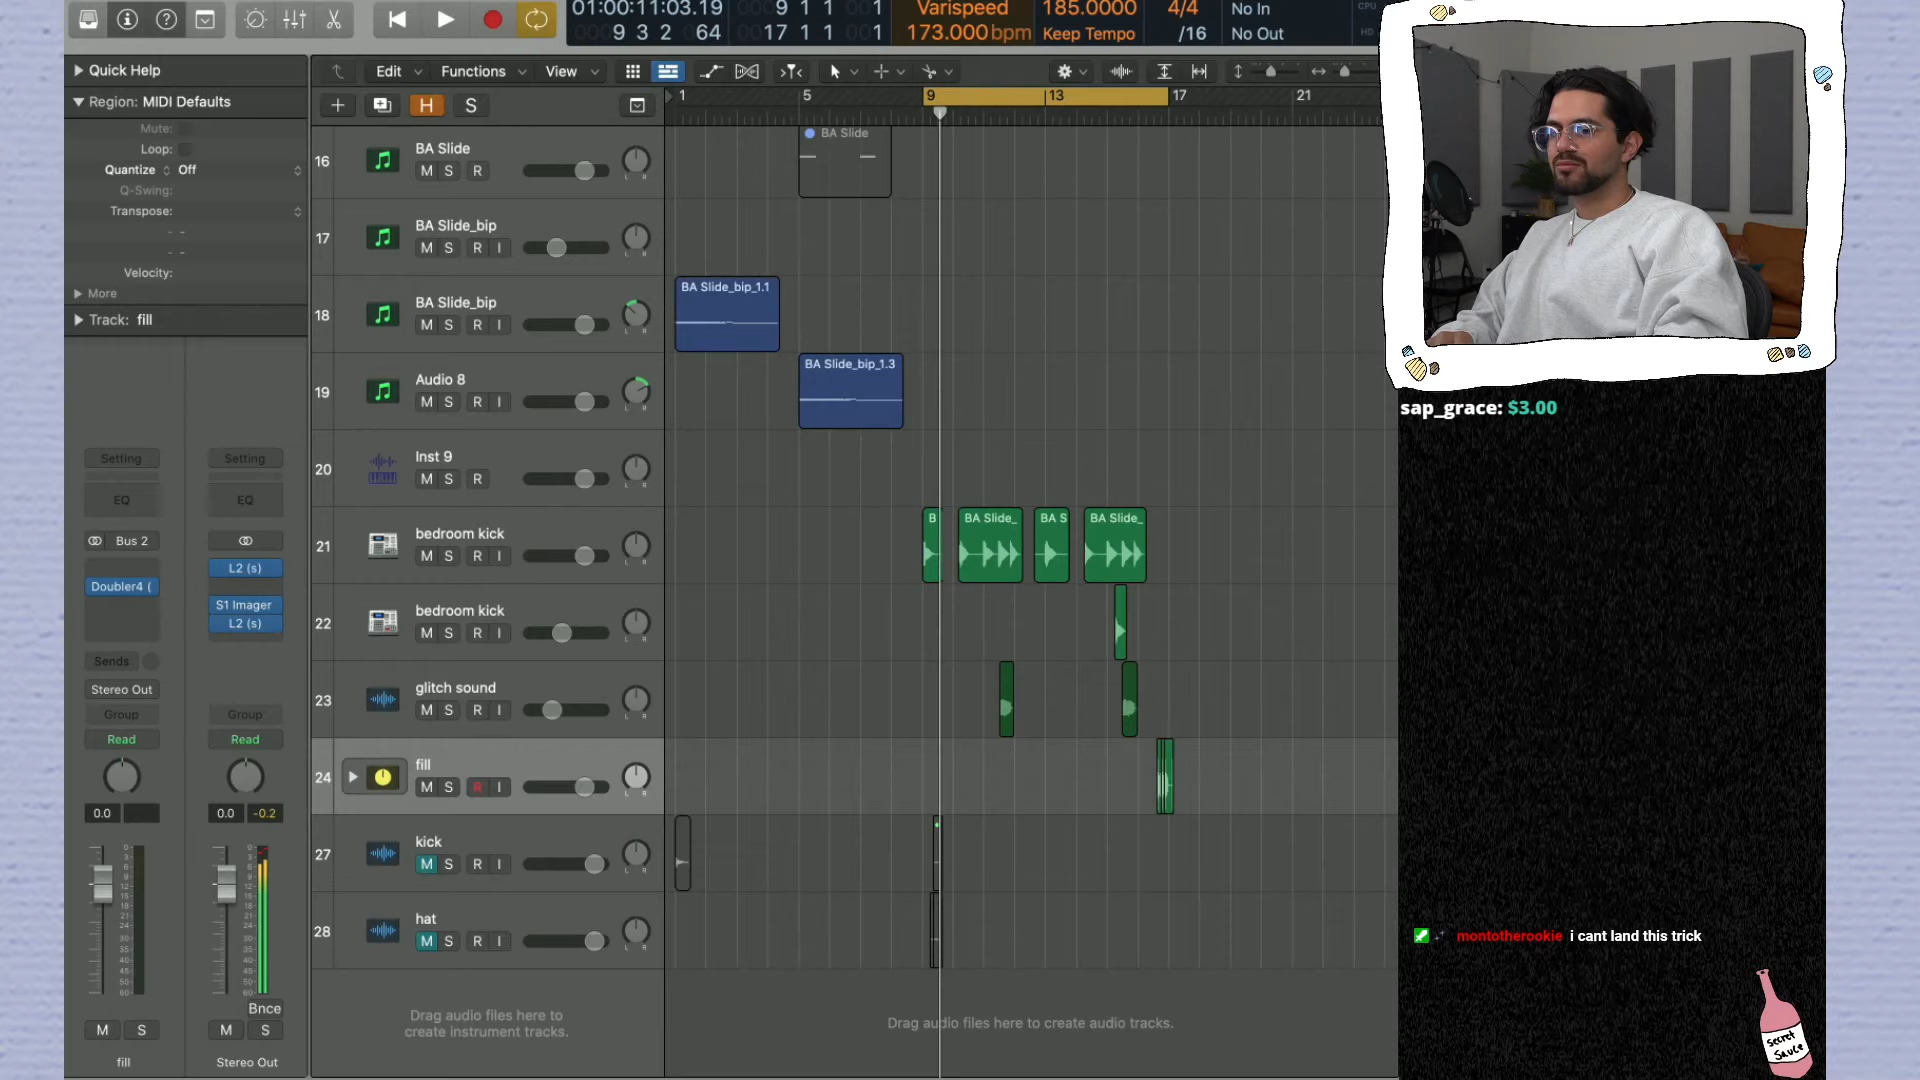 01:00:11:03.19
9 3 2 64
9 1 1 1
17 1 1 1
Varispeed
173.000 bpm
185.0000
Keep Tempo
4/4
/16
No In
No Out
CPU
HD
Quick Help
Region: MIDI Defaults
Mute:
Loop:
Quantize Off
Q-Swing:
Transpose:
Velocity:
More
Track: fill
Edit
Functions
View
H
S
1
5
9
13
17
21
16
BA Slide
M S R
L R
BA Slide
17
BA Slide_bip
M S R I
L R
18
BA Slide_bip
M S R I
L R
BA Slide_bip_1.1
19
Audio 8
M S R I
L R
BA Slide_bip_1.3
20
Inst 9
M S R
L R
21
bedroom kick
M S R I
L R
B
BA Slide_
BA S
BA Slide_
22
bedroom kick
M S R I
L R
23
glitch sound
M S R I
L R
24
fill
M S R I
L R
27
kick
M S R I
L R
28
hat
M S R I
L R
Drag audio files here to
create instrument tracks.
Drag audio files here to create audio tracks.
Setting
Setting
EQ
EQ
Bus 2
L2 (s)
Doubler4 (
S1 Imager
L2 (s)
Sends
Stereo Out
Group
Group
Read
Read
0.0
0.0
-0.2
Bnce
M S
M S
fill
Stereo Out
sap_grace: $3.00
montotherookie i cant land this trick
secret
sauce